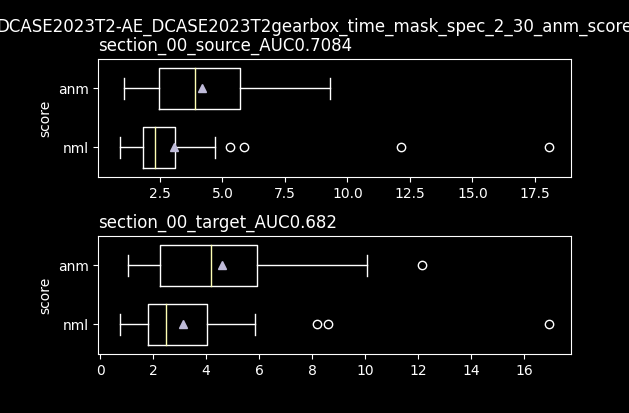 DCASE2023T2-AE_DCASE2023T2gearbox_time_mask_spec_2_30_anm_score
section_00_source_AUC0.7084
anm
nml
score
2.5 5.0 7.5 10.0 12.5 15.0 17.5
section_00_target_AUC0.682
anm
nml
score
0 2 4 6 8 10 12 14 16